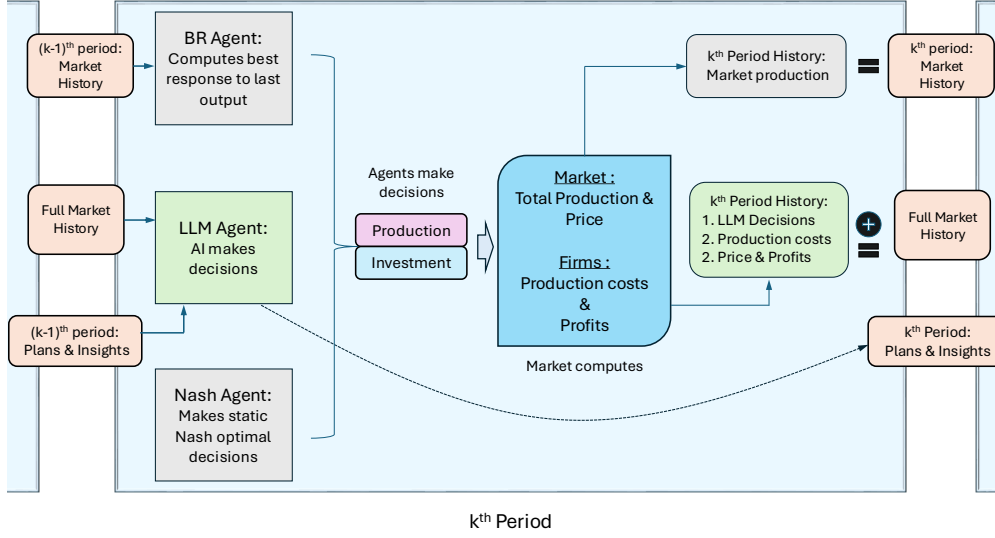 (k-1)th period:
Market
History
BR Agent:
Computes best
response to last
output
kth Period History:
Market production
=
kth period:
Market
History
Full Market
History
LLM Agent:
AI makes
decisions
(k-1)th period:
Plans & Insights
Nash Agent:
Makes static
Nash optimal
decisions
Agents make
decisions
Production
Investment
Market :
Total Production &
Price
Firms :
Production costs
&
Profits
Market computes
kth Period History:
1. LLM Decisions
2. Production costs
2. Price & Profits
+
=
Full Market
History
kth Period:
Plans & Insights
kth Period